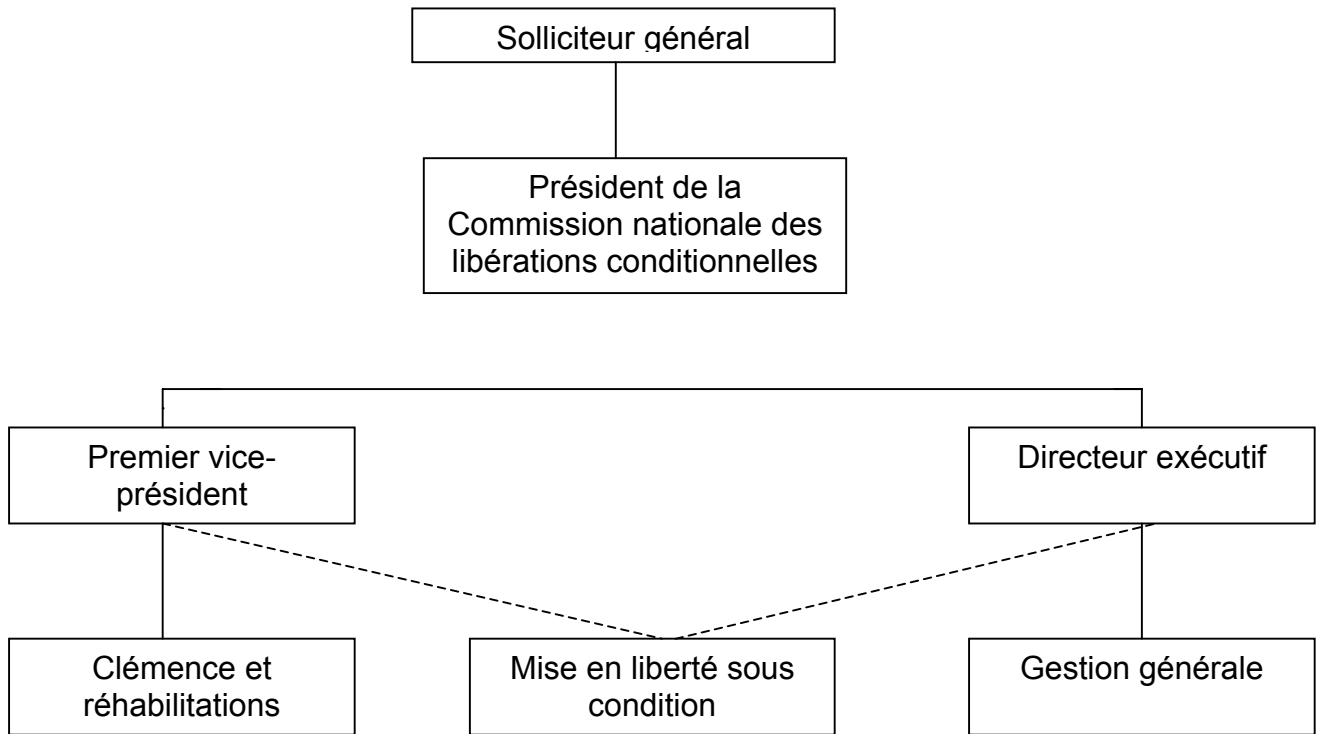 Solliciteur général
Président de la
Commission nationale des
libérations conditionnelles
Premier vice-
président
Directeur exécutif
Clémence et
réhabilitations
Mise en liberté sous
condition
Gestion générale